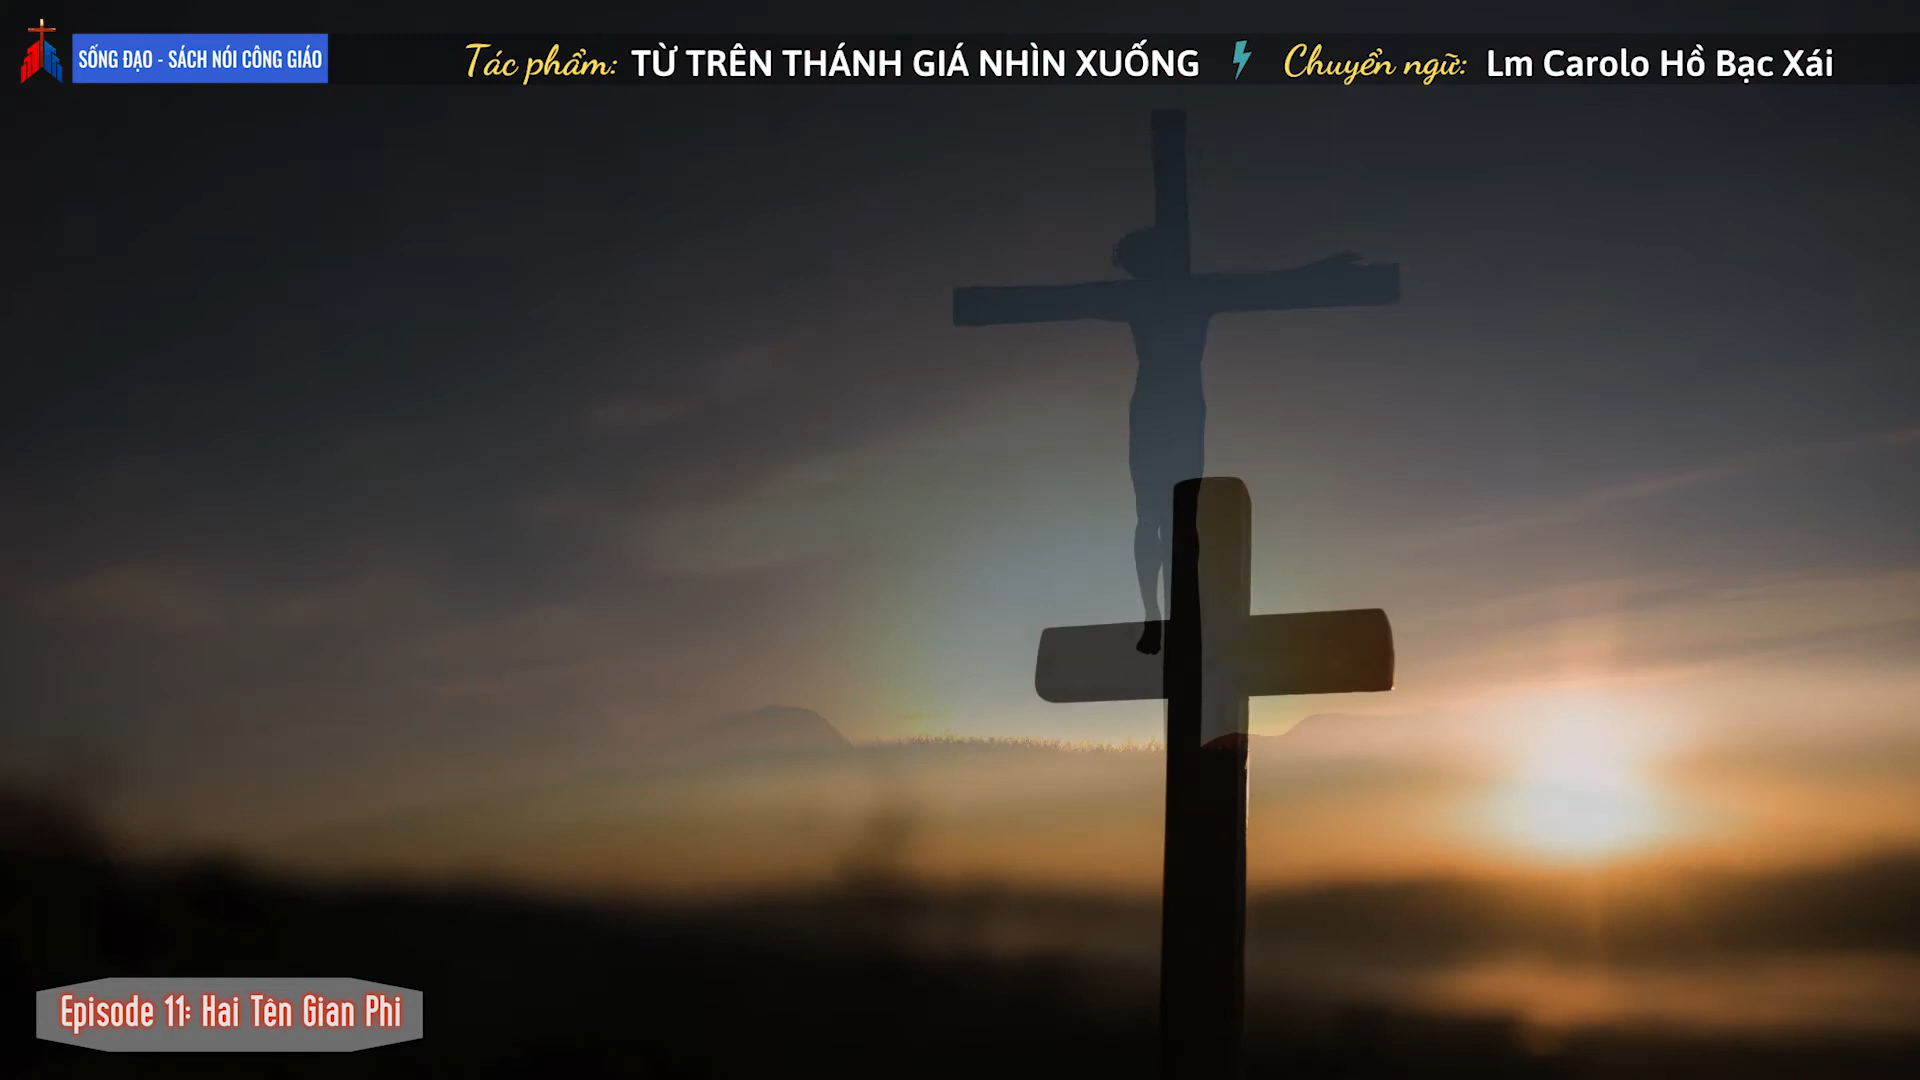 SỐNG ĐẠO - SÁCH NÓI CÔNG GIÁO
Tác phẩm: TỪ TRÊN THÁNH GIÁ NHÌN XUỐNG Chuyển ngữ: Lm Carolo Hồ Bạc Xái
Episode 11: Hai Tên Gian Phi